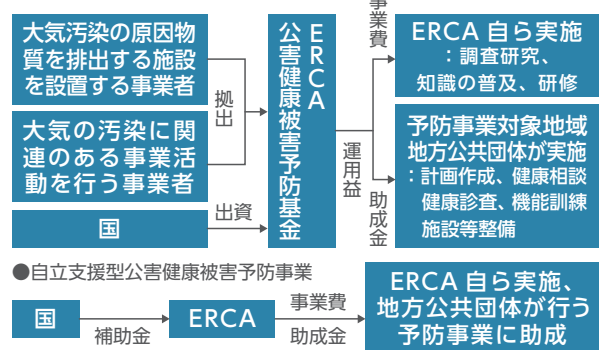 大気汚染の原因物
質を排出する施設
を設置する事業者
大気の汚染に関
連のある事業活
動を行う事業者
国
拠出
出資
ERCA
公害健康被害予防基金
運用益
事業費
助成金
ERCA 自ら実施
：調査研究、
知識の普及、研修
予防事業対象地域
地方公共団体が実施
：計画作成、健康相談
健康診査、機能訓練
施設等整備
●自立支援型公害健康被害予防事業
国
補助金
ERCA
事業費
助成金
ERCA 自ら実施、
地方公共団体が行う
予防事業に助成